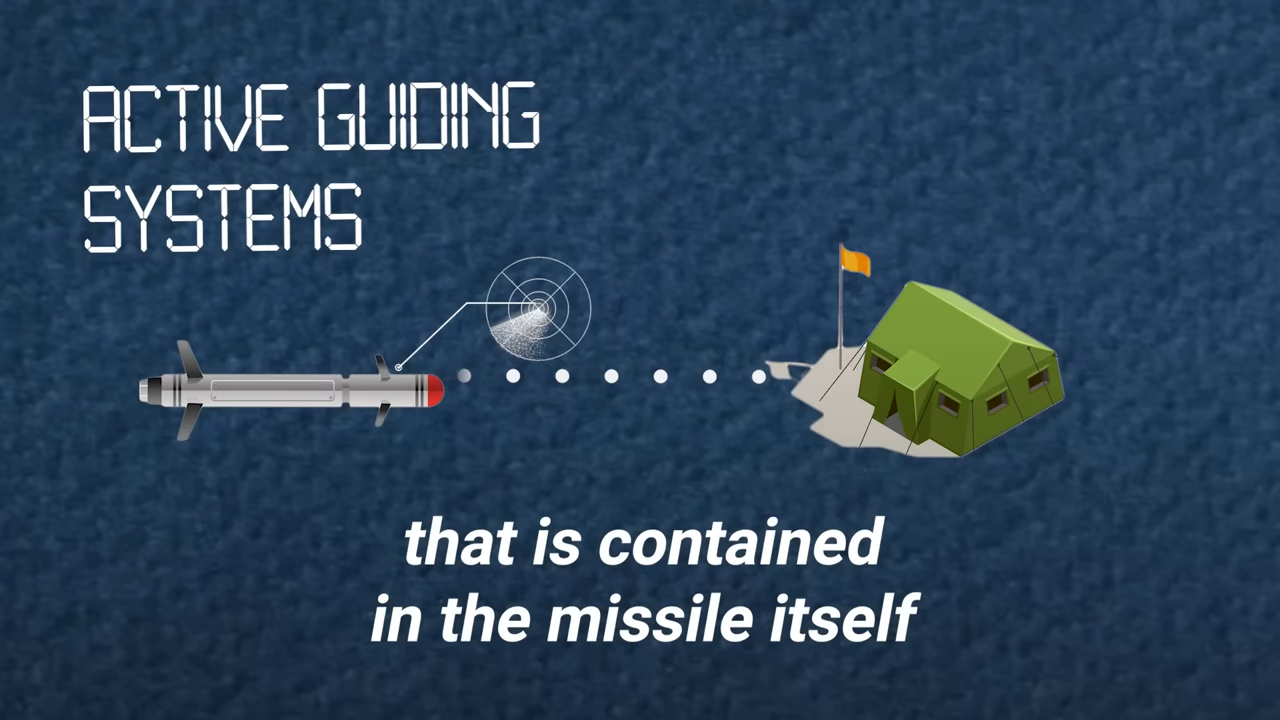 ACTIVE GUIDING
SYSTEMS
that is contained
in the missile itself